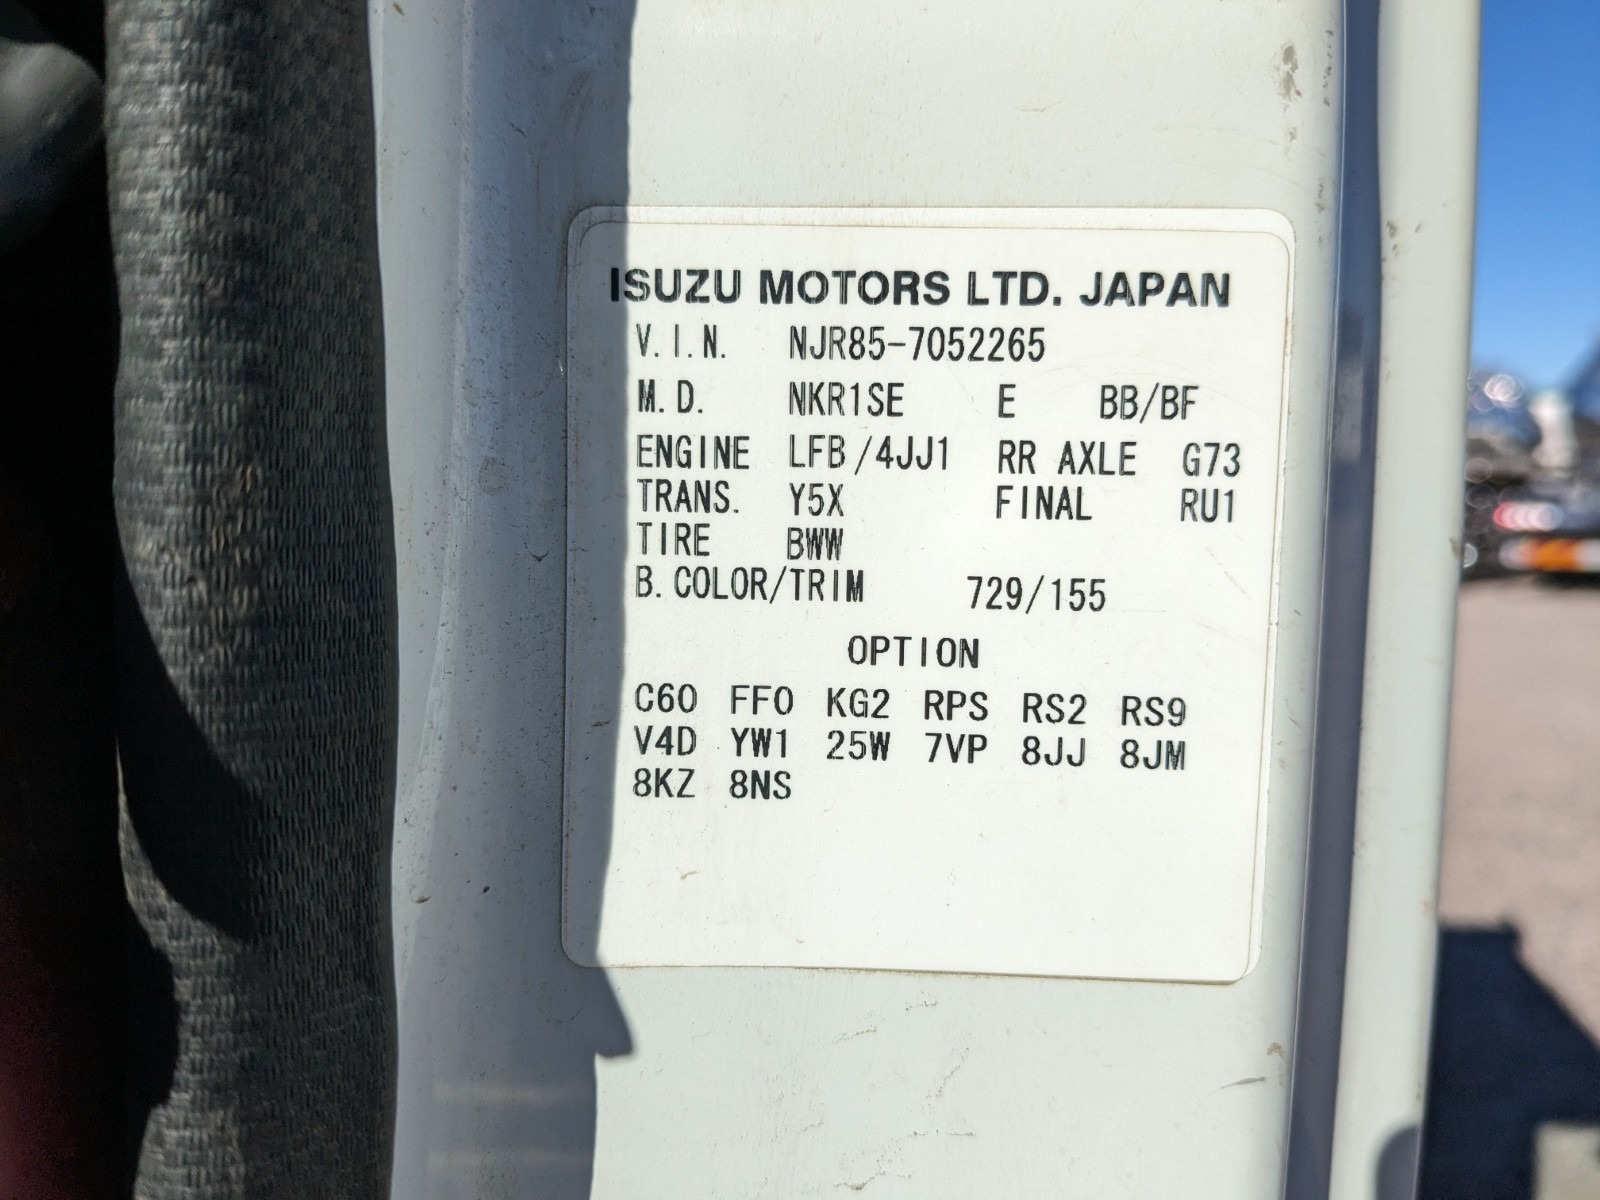 ISUZU MOTORS LTD. JAPAN
V.I.N. NJR85-7052265
M.D. NKR1SE E BB/BF
ENGINE LFB/4JJ1 RR AXLE G73
TRANS. Y5X FINAL RU1
TIRE BWW
B.COLOR/TRIM 729/155
OPTION
C60 FF0 KG2 RPS RS2 RS9
V4D YW1 25W 7VP 8JJ 8JM
8KZ 8NS